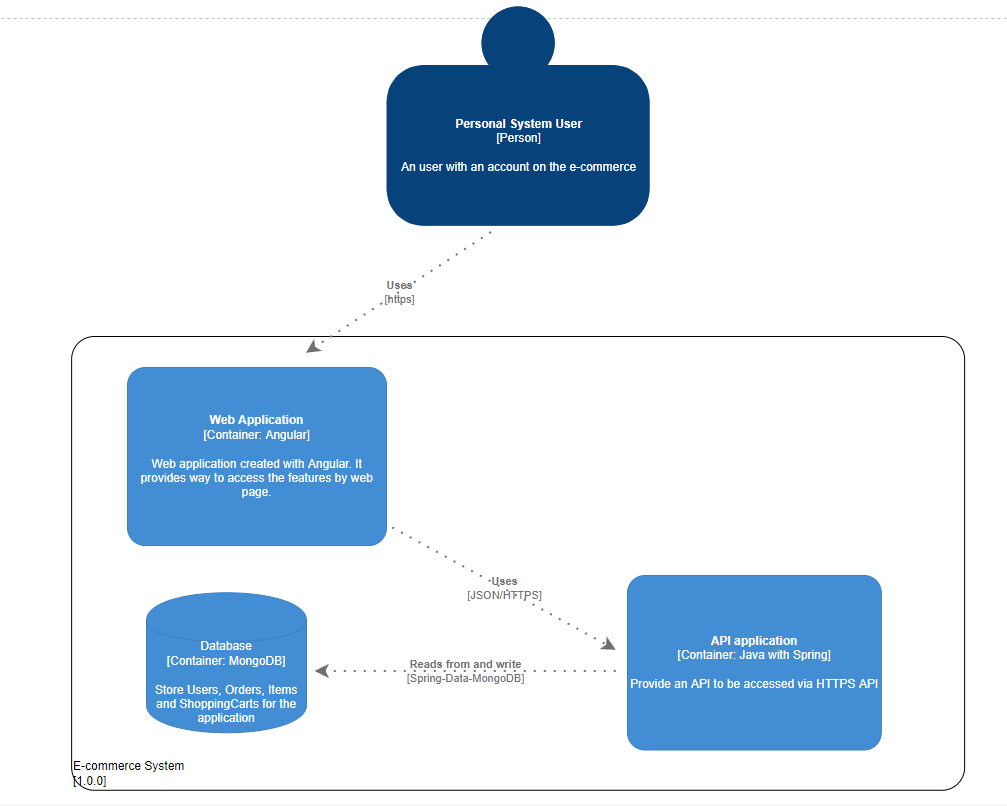 Personal System User
[Person]
An user with an account on the e-commerce
Uses
[https]
Web Application
[Container: Angular]
Web application created with Angular. It
provides way to access the features by web
page.
Uses
[JSON/HTTPS]
API application
[Container: Java with Spring]
Provide an API to be accessed via HTTPS API
Reads from and write
[Spring-Data-MongoDB]
Database
[Container: MongoDB]
Store Users, Orders, Items
and ShoppingCarts for the
application
E-commerce System
[1.0.0]